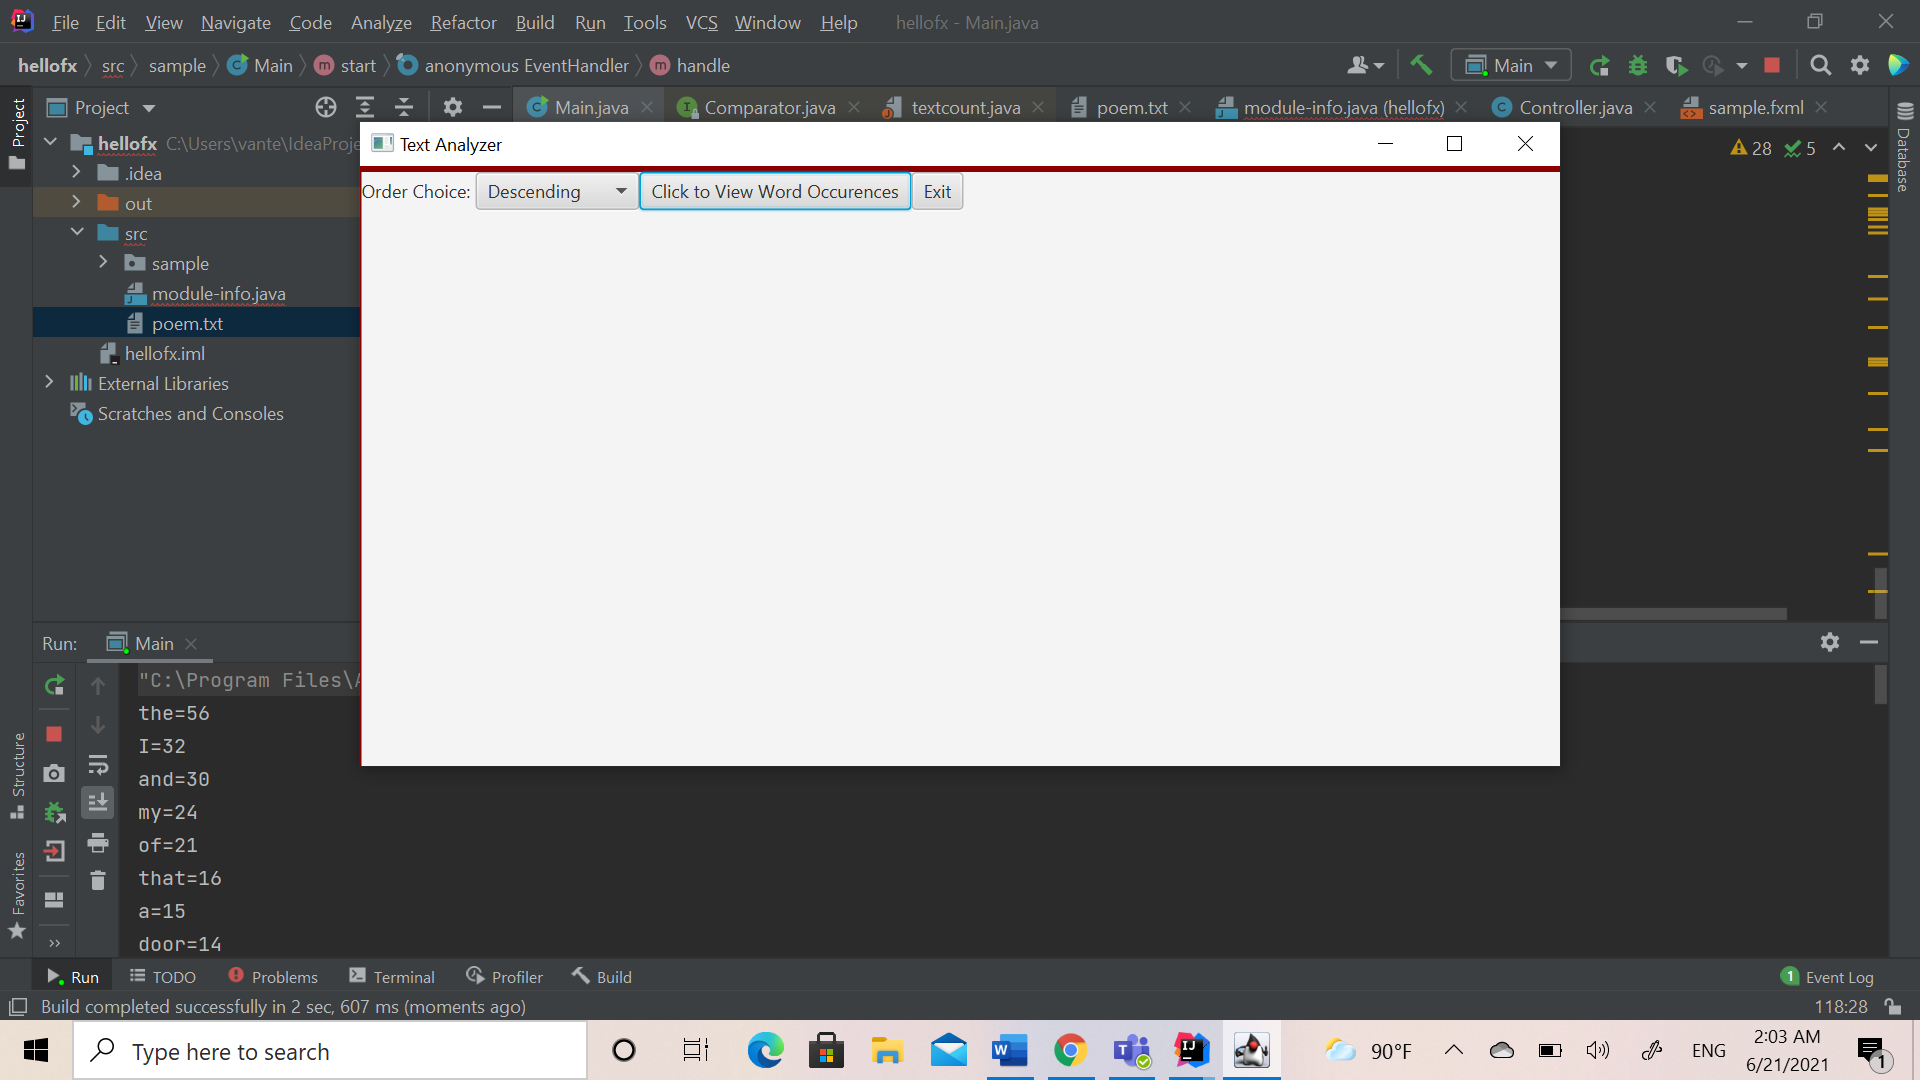 File Edit View Navigate Code Analyze Refactor Build Run Tools VCS Window Help hellofx - Main.java
hellofx src sample Main start anonymous EventHandler handle Main
Project Main.java Comparator.java textcount.java poem.txt module-info.java (hellofx) Controller.java sample.fxml
Project
Database
hellofx C:\Users\vante\IdeaProje
28 5
.idea
out
src
sample
module-info.java
poem.txt
hellofx.iml
External Libraries
Scratches and Consoles
Text Analyzer
Order Choice: Descending Click to View Word Occurences Exit
Run: Main
"C:\Program Files\
the=56
I=32
and=30
my=24
of=21
that=16
a=15
door=14
Structure
Favorites
Run TODO Problems Terminal Profiler Build 1 Event Log
Build completed successfully in 2 sec, 607 ms (moments ago) 118:28
Type here to search
90°F ENG
2:03 AM
6/21/2021
1